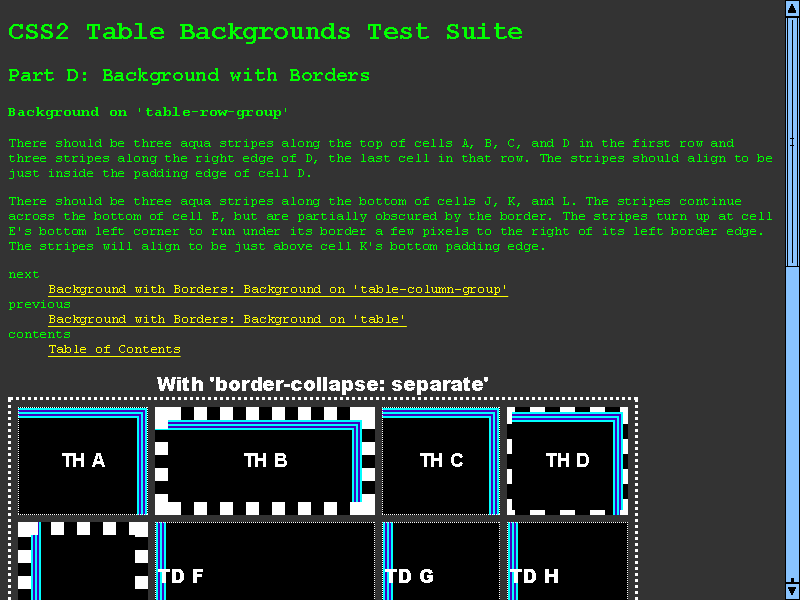 CSS2 Table Backgrounds Test Suite
Part D: Background with Borders
Background on 'table-row-group'
There should be three aqua stripes along the top of cells A, B, C, and D in the first row and
three stripes along the right edge of D, the last cell in that row. The stripes should align to be
just inside the padding edge of cell D.
There should be three aqua stripes along the bottom of cells J, K, and L. The stripes continue
across the bottom of cell E, but are partially obscured by the border. The stripes turn up at cell
E's bottom left corner to run under its border a few pixels to the right of its left border edge.
The stripes will align to be just above cell K's bottom padding edge.
next
Background with Borders: Background on 'table-column-group'
previous
Background with Borders: Background on 'table'
contents
Table of Contents
With 'border-collapse: separate'
TH A TH B TH C TH D
TD F TD G TD H